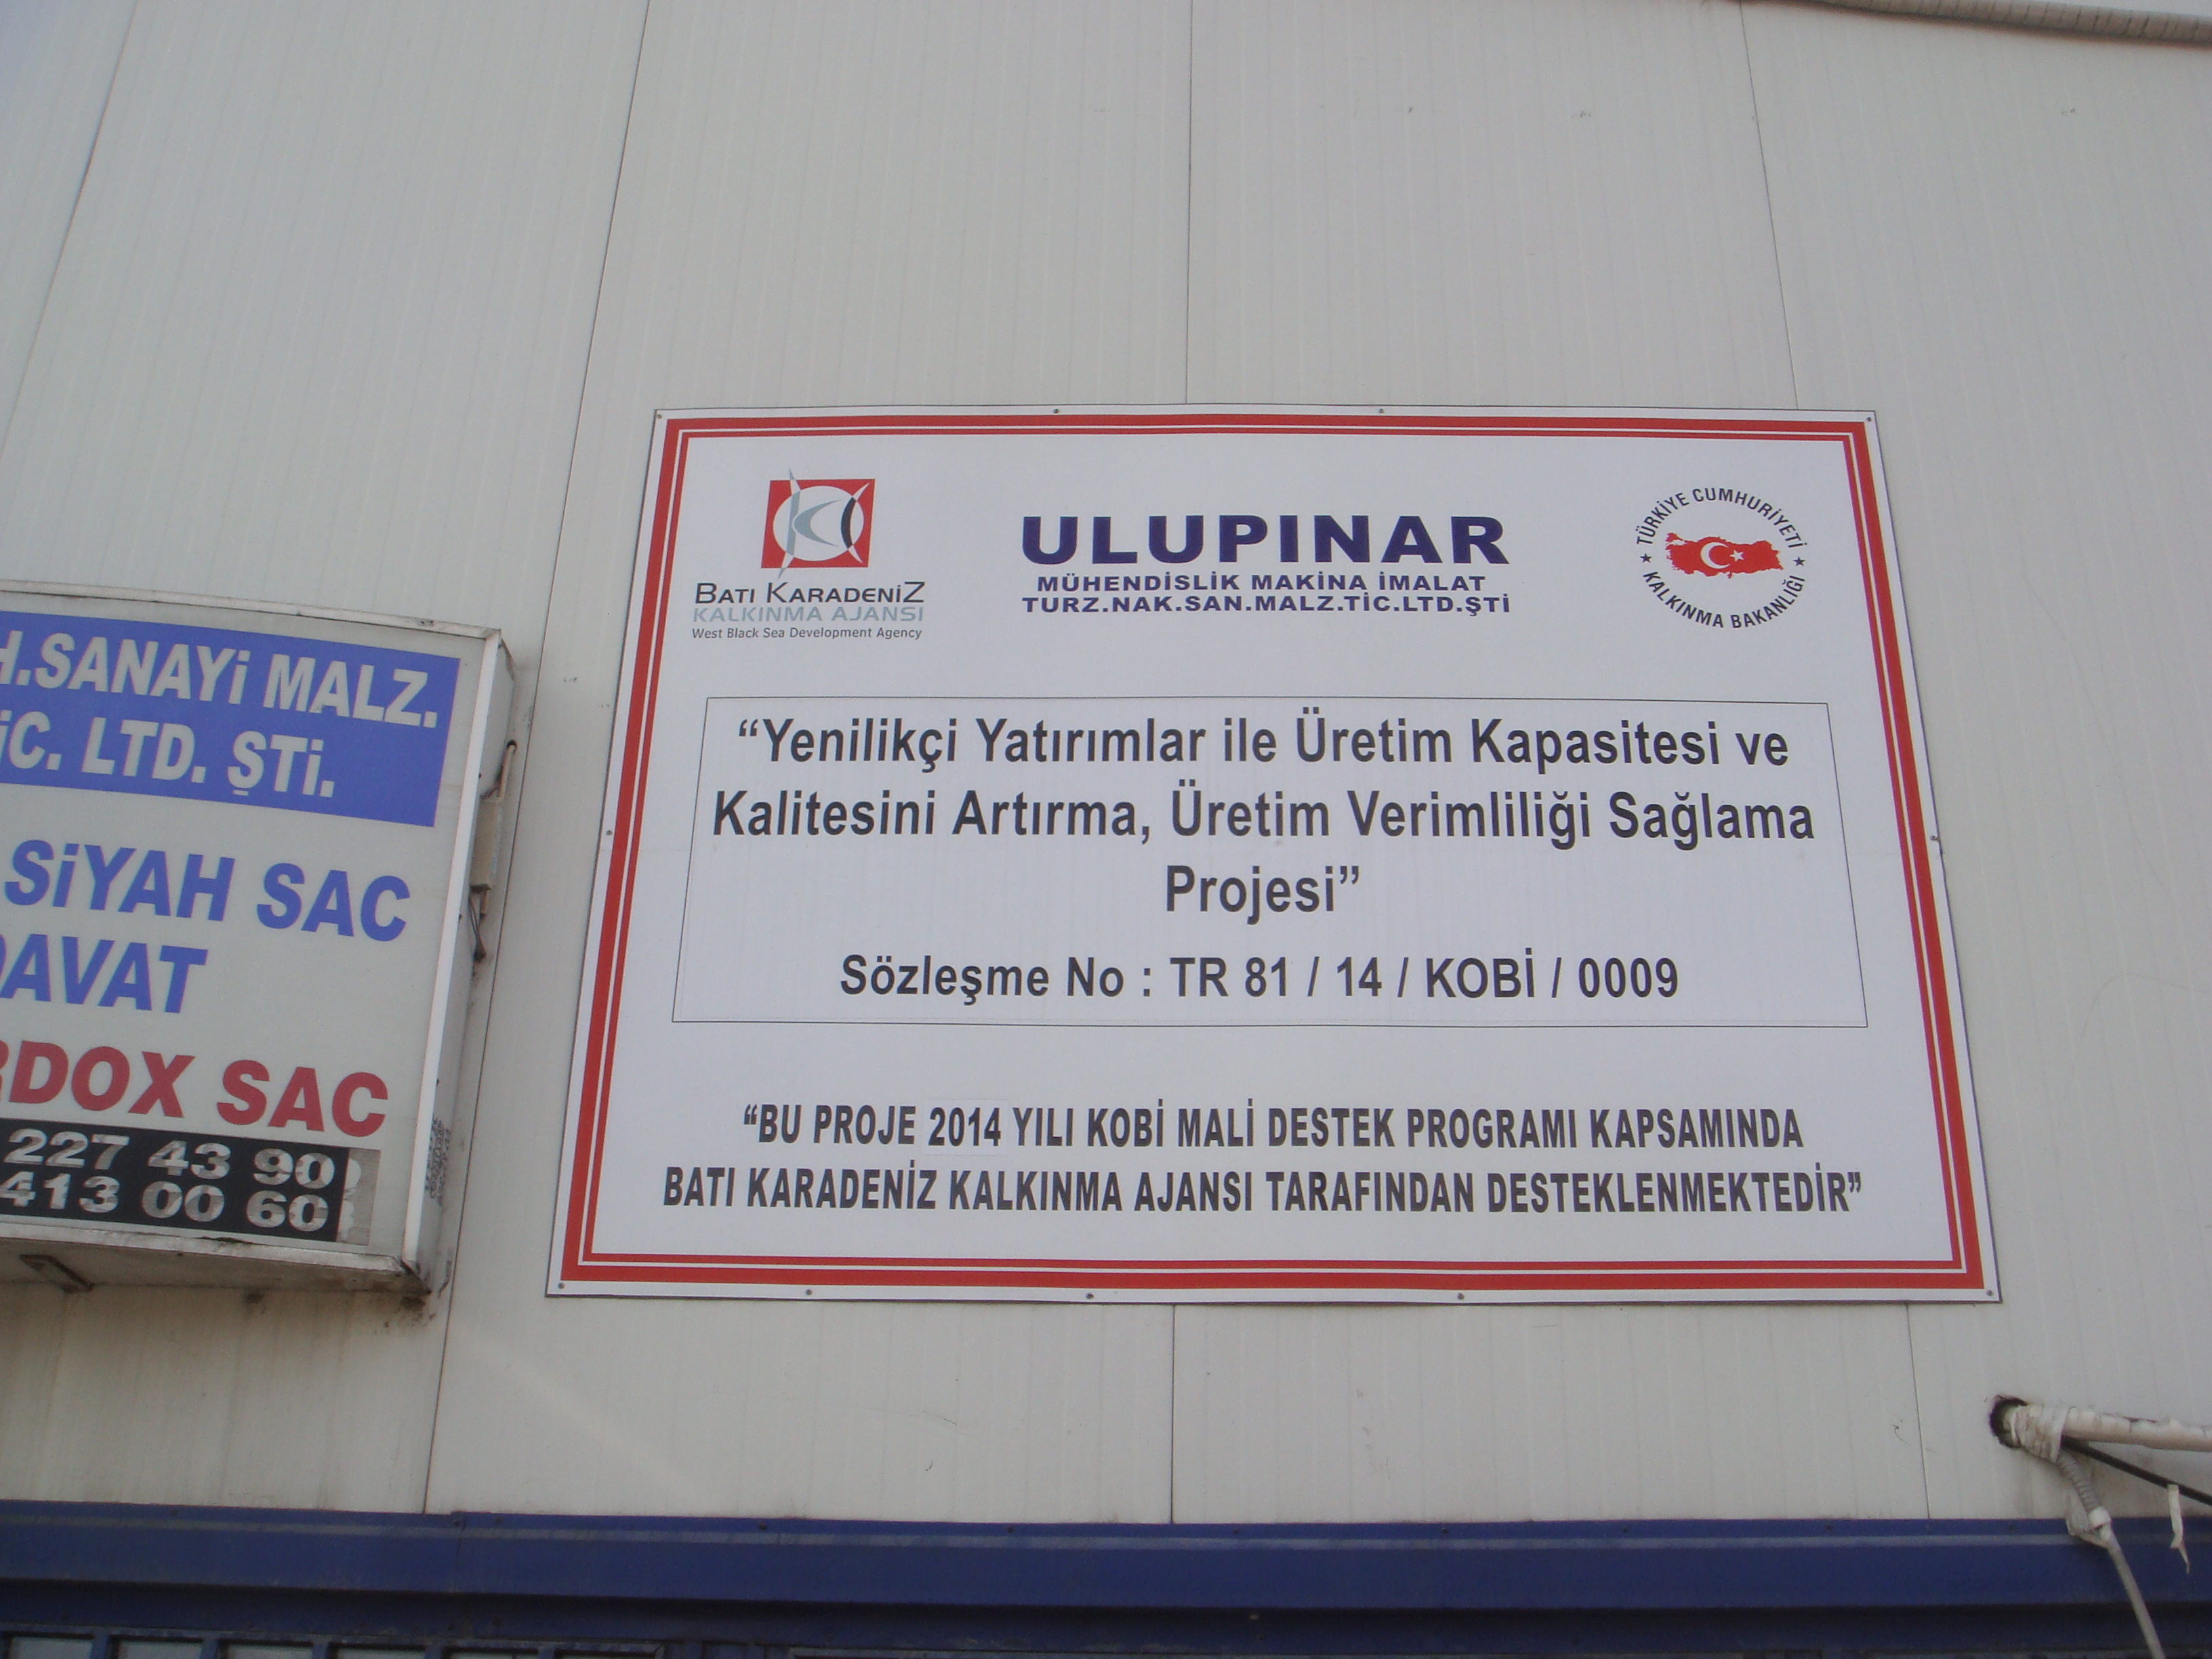 BATI KARADENİZ
KALKINMA AJANSI
West Black Sea Development Agency
ULUPINAR
MÜHENDİSLİK MAKİNA İMALAT
TURZ.NAK.SAN.MALZ.TİC.LTD.ŞTİ
TÜRKİYE CUMHURİYETİ
KALKINMA BAKANLIĞI
“Yenilikçi Yatırımlar ile Üretim Kapasitesi ve
Kalitesini Artırma, Üretim Verimliliği Sağlama
Projesi”
Sözleşme No : TR 81 / 14 / KOBİ / 0009
“BU PROJE 2014 YILI KOBİ MALİ DESTEK PROGRAMI KAPSAMINDA
BATI KARADENİZ KALKINMA AJANSI TARAFINDAN DESTEKLENMEKTEDİR”
H.SANAYi MALZ.
iC. LTD. ŞTi.
SiYAH SAC
DAVAT
RDOX SAC
227 43 90
413 00 60